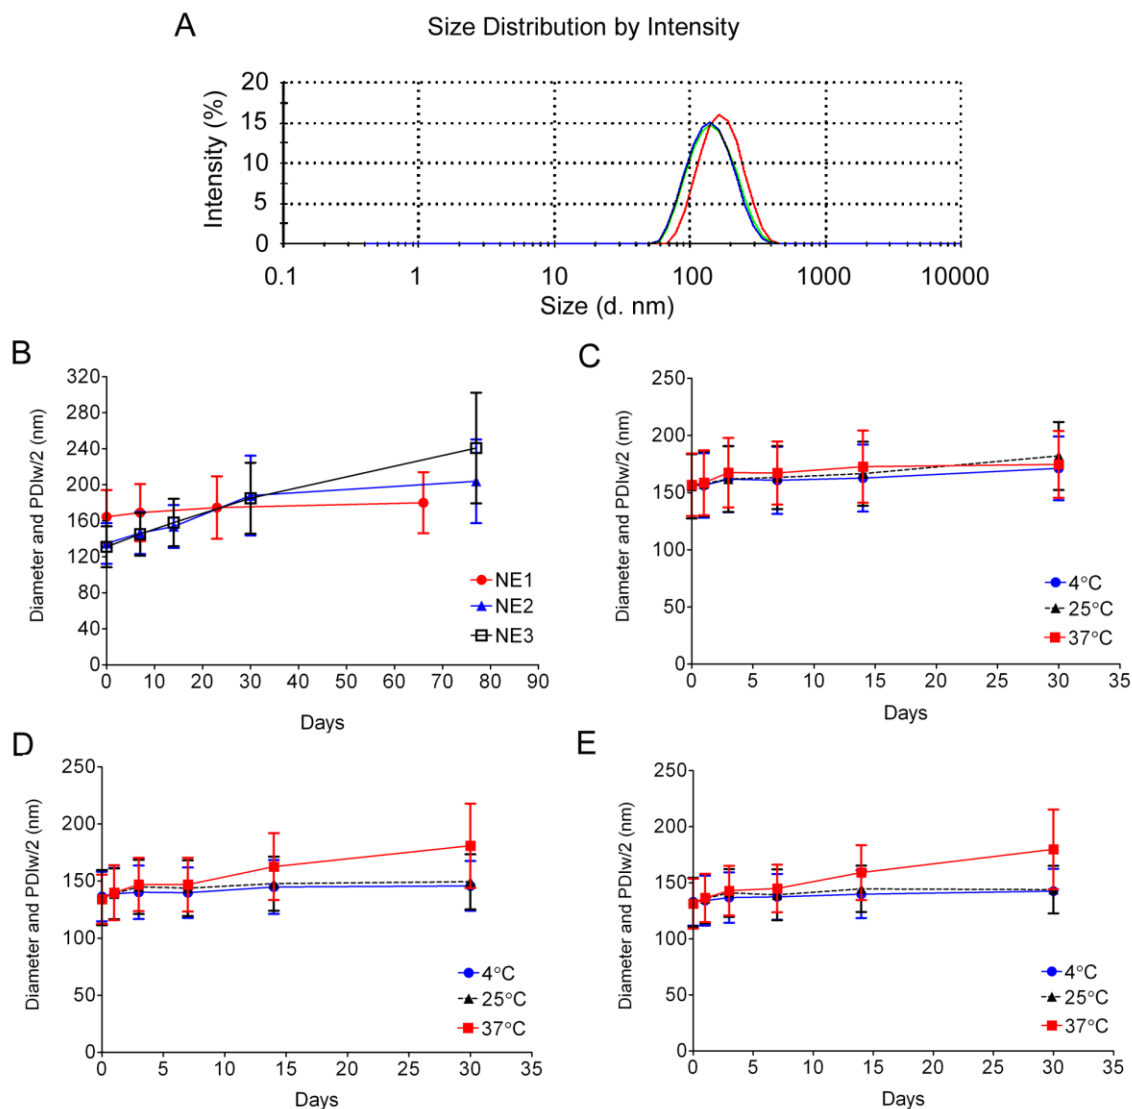 A
Size Distribution by Intensity
Intensity (%)
20
15
10
5
0
0.1 1 10 100 1000 10000
Size (d. nm)
B
Diameter and PDIw/2 (nm)
320
280
240
200
160
120
80
40
0
0 10 20 30 40 50 60 70 80 90
Days
NE1
NE2
NE3
C
Diameter and PDIw/2 (nm)
250
200
150
100
50
0
0 5 10 15 20 25 30 35
Days
4°C
25°C
37°C
D
Diameter and PDIw/2 (nm)
250
200
150
100
50
0
0 5 10 15 20 25 30 35
Days
4°C
25°C
37°C
E
Diameter and PDIw/2 (nm)
250
200
150
100
50
0
0 5 10 15 20 25 30 35
Days
4°C
25°C
37°C